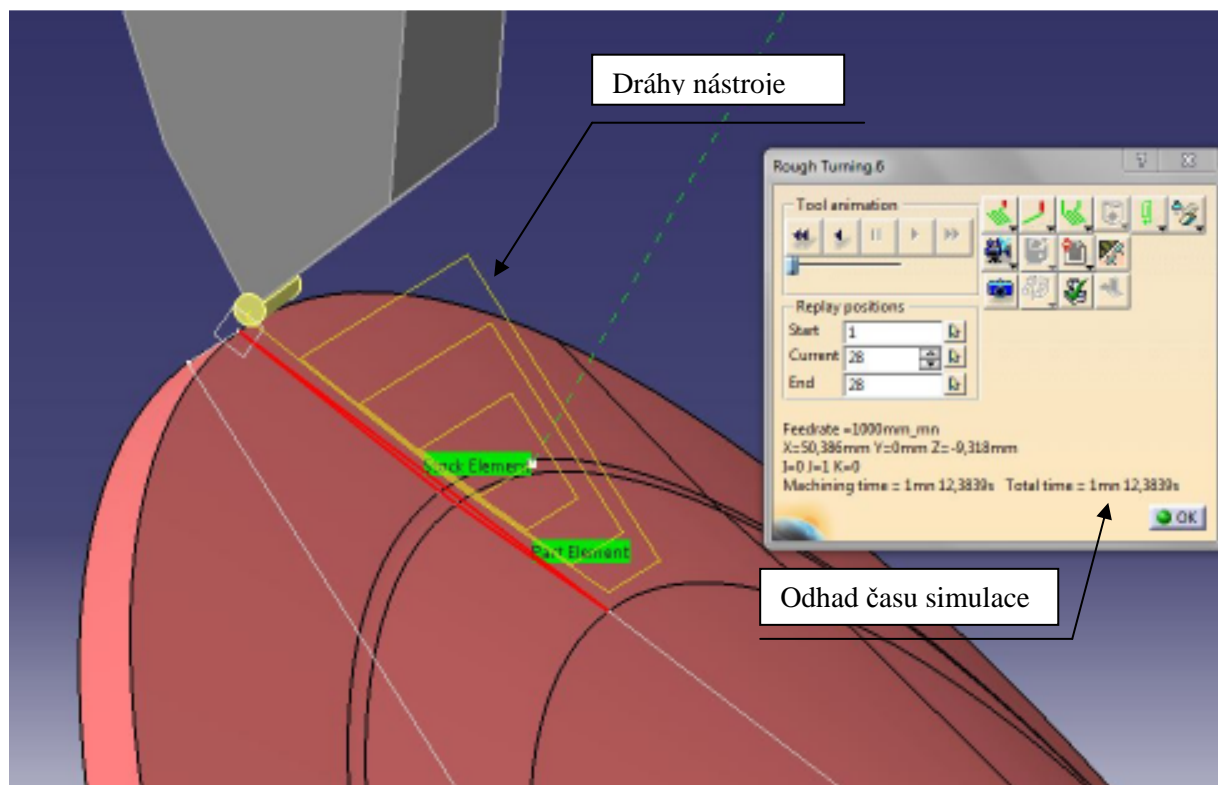 Dráhy nástroje
Rough Turning.6
Tool animation
Replay positions
Start 1
Current 28
End 28
Feedrate =1000mm_mn
X=50,386mm Y=0mm Z=-9,318mm
I=0 J=1 K=0
Machining time = 1mn 12,3839s Total time = 1mn 12,3839s
OK
Stock Element
Part Element
Odhad času simulace